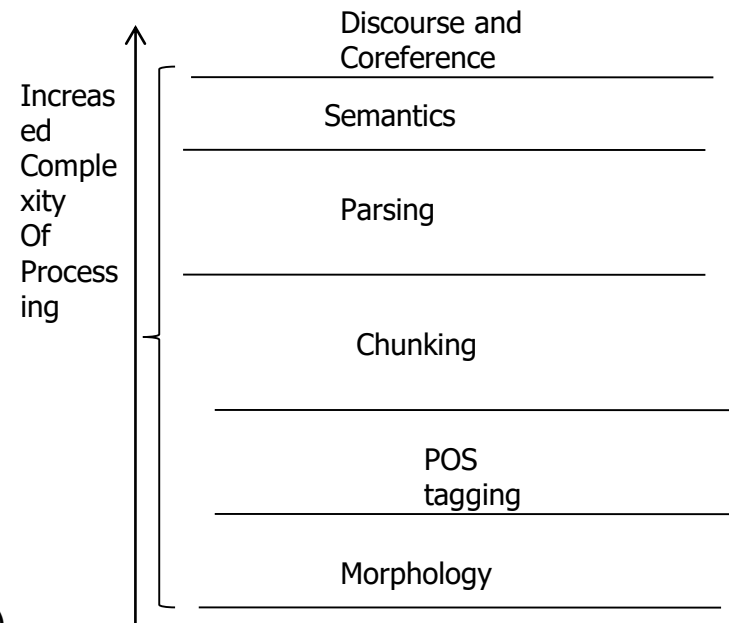 Discourse and
Coreference
Increas
ed
Comple
xity
Of
Process
ing
Semantics
Parsing
Chunking
POS
tagging
Morphology
)